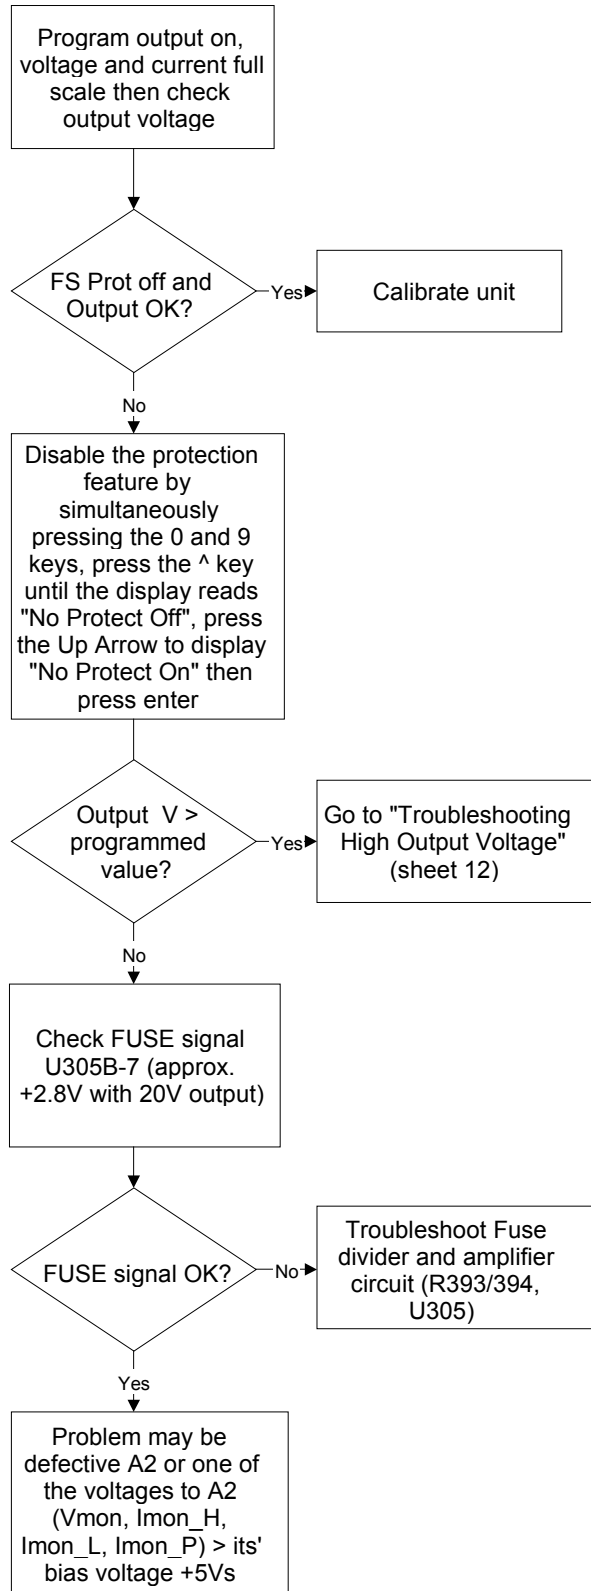 Program output on,
voltage and current full
scale then check
output voltage
FS Prot off and
Output OK?
Yes
Calibrate unit
No
Disable the protection
feature by
simultaneously
pressing the 0 and 9
keys, press the ^ key
until the display reads
"No Protect Off", press
the Up Arrow to display
"No Protect On" then
press enter
Output V >
programmed
value?
Yes
Go to "Troubleshooting
High Output Voltage"
(sheet 12)
No
Check FUSE signal
U305B-7 (approx.
+2.8V with 20V output)
FUSE signal OK?
No
Troubleshoot Fuse
divider and amplifier
circuit (R393/394,
U305)
Yes
Problem may be
defective A2 or one of
the voltages to A2
(Vmon, Imon_H,
Imon_L, Imon_P) > its'
bias voltage +5Vs